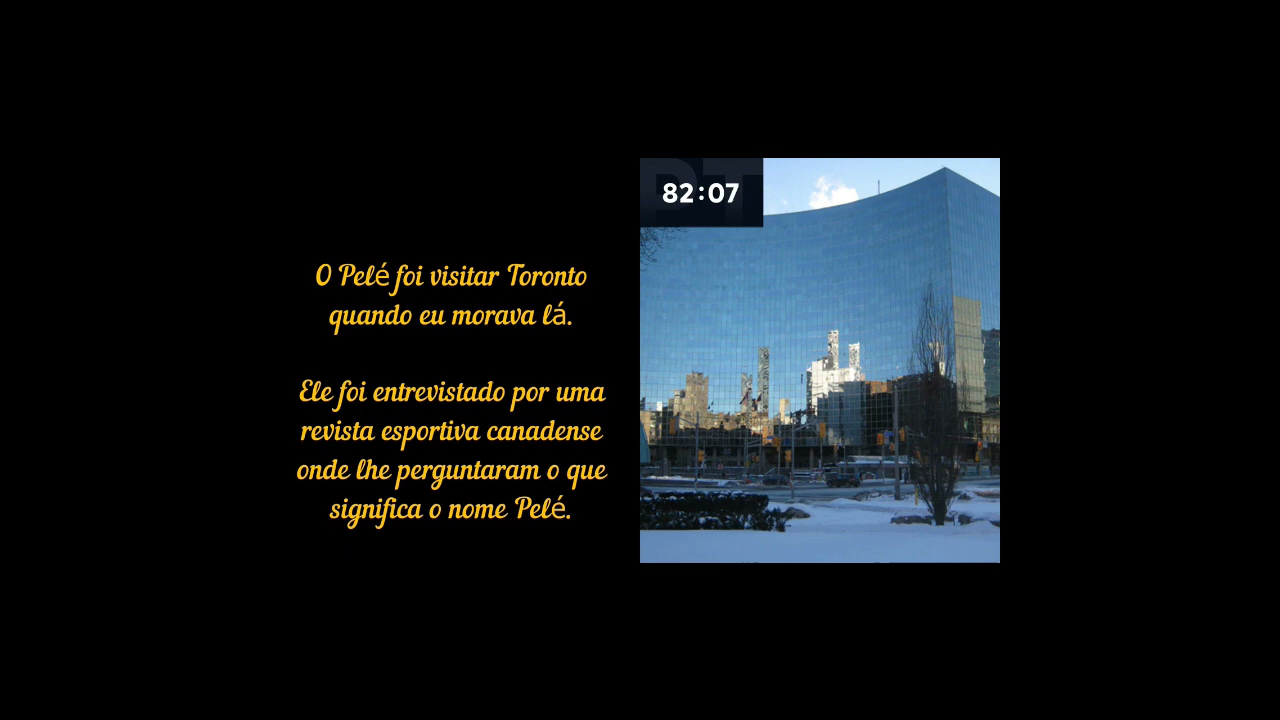 82:07
O Pelé foi visitar Toronto
quando eu morava lá.
Ele foi entrevistado por uma
revista esportiva canadense
onde lhe perguntaram o que
significa o nome Pelé.